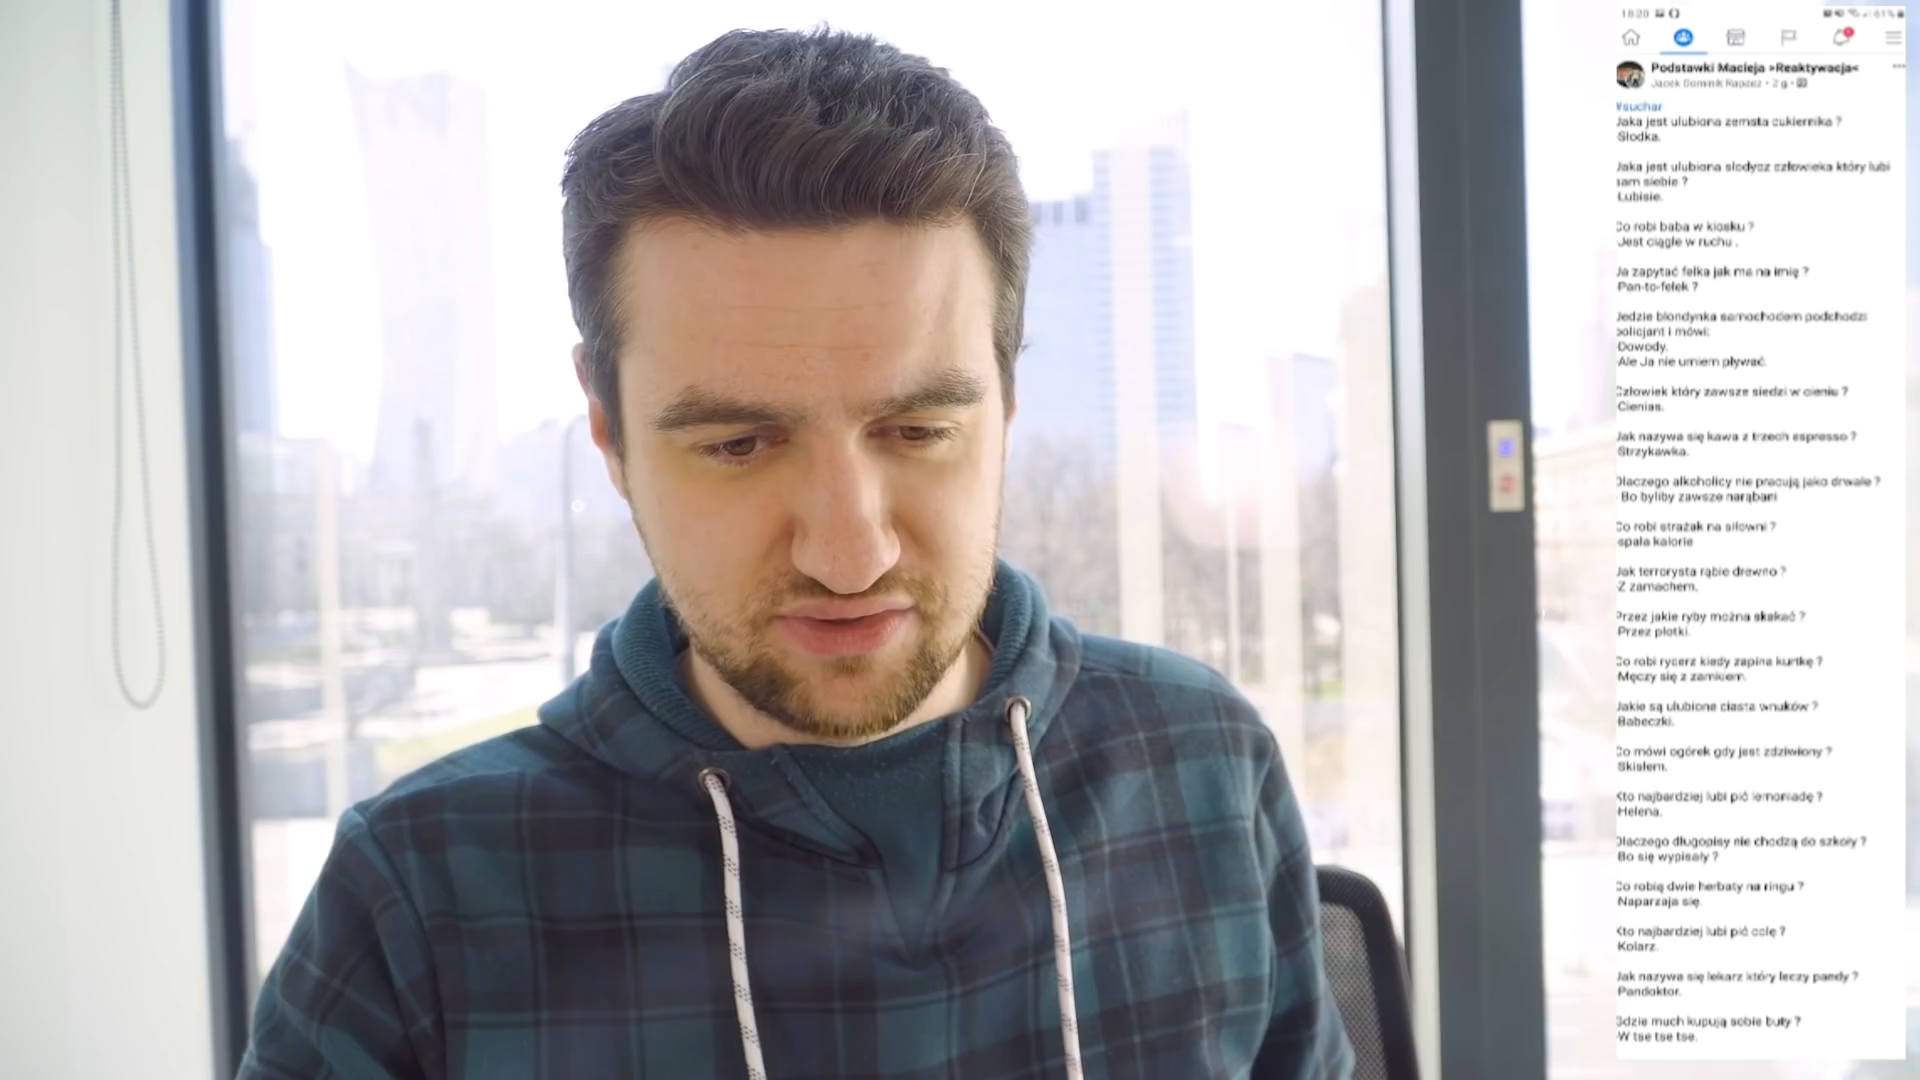 18:20
61%
Podstawki Macieja »Reaktywacja«
Jacek Dominik Rapacz • 2 g •
#suchar
Jaka jest ulubiona zemsta cukiernika ?
Słodka.
Jaka jest ulubiona słodycz człowieka który lubi
sam siebie ?
Lubisie.
Co robi baba w kiosku ?
Jest ciągle w ruchu .
Ja zapytać felka jak ma na imię ?
Pan-to-felek ?
Jedzie blondynka samochodem podchodzi
policjant i mówi:
Dowody.
Ale Ja nie umiem pływać.
Człowiek który zawsze siedzi w cieniu ?
Cienias.
Jak nazywa się kawa z trzech espresso ?
Strzykawka.
Dlaczego alkoholicy nie pracują jako drwale ?
- Bo byliby zawsze narąbani
Co robi strażak na siłowni ?
spala kalorie
Jak terrorysta rąbie drewno ?
Z zamachem.
Przez jakie ryby można skakać ?
Przez płotki.
Co robi rycerz kiedy zapina kurtkę ?
Męczy się z zamkiem.
Jakie są ulubione ciasta wnuków ?
Babeczki.
Co mówi ogórek gdy jest zdziwiony ?
Skisłem.
Kto najbardziej lubi pić lemoniadę ?
Helena.
Dlaczego długopisy nie chodzą do szkoły ?
Bo się wypisały ?
Co robią dwie herbaty na ringu ?
Naparzaja się.
Kto najbardziej lubi pić colę ?
Kolarz.
Jak nazywa się lekarz który leczy pandy ?
Pandoktor.
Gdzie much kupują sobie buty ?
W tse tse tse.